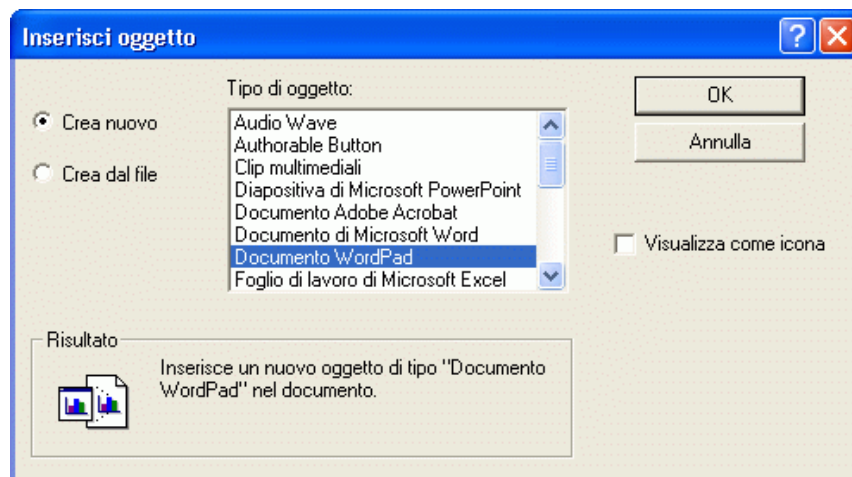 Inserisci oggetto
Tipo di oggetto:
Crea nuovo
Crea dal file
Audio Wave
Authorable Button
Clip multimediali
Diapositiva di Microsoft PowerPoint
Documento Adobe Acrobat
Documento di Microsoft Word
Documento WordPad
Foglio di lavoro di Microsoft Excel
OK
Annulla
Visualizza come icona
Risultato
Inserisce un nuovo oggetto di tipo "Documento
WordPad" nel documento.